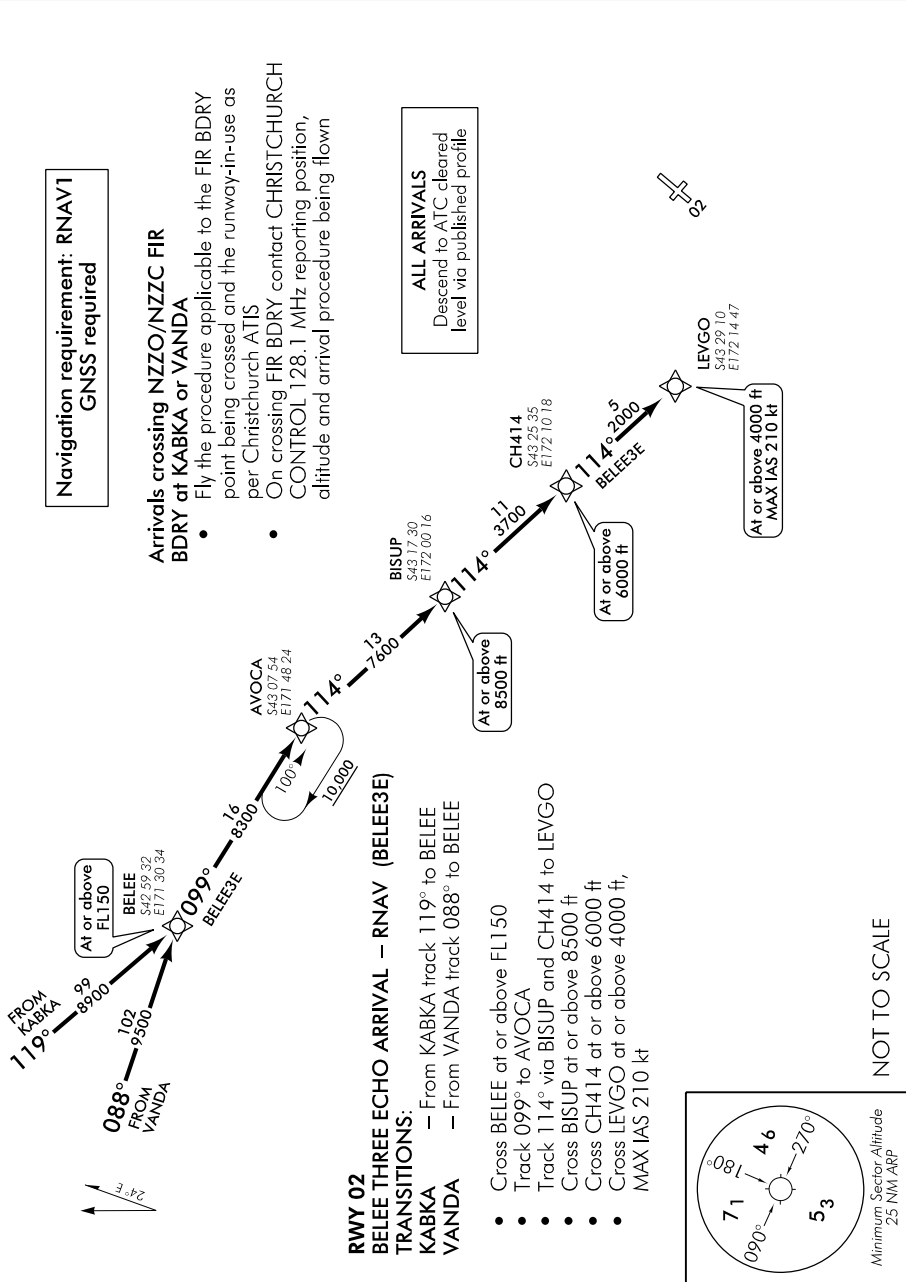 Navigation requirement: RNAV1
GNSS required
Arrivals crossing NZZO/NZZC FIR
BDRY at KABKA or VANDA
• Fly the procedure applicable to the FIR BDRY
point being crossed and the runway-in-use as
per Christchurch ATIS
• On crossing FIR BDRY contact CHRISTCHURCH
CONTROL 128.1 MHz reporting position,
altitude and arrival procedure being flown
ALL ARRIVALS
Descend to ATC cleared
level via published profile
24°E
FROM
KABKA
119°
99
8900
088°
FROM
VANDA
102
9500
At or above
FL150
BELEE
S42 59 32
E171 30 34
099°
BELEE3E
16
8300
AVOCA
S43 07 54
E171 48 24
100°
10,000
114°
13
7600
BISUP
S43 17 30
E172 00 16
At or above
8500 ft
114°
11
3700
CH414
S43 25 35
E172 10 18
At or above
6000 ft
114°
BELEE3E
5
2000
LEVGO
S43 29 10
E172 14 47
At or above 4000 ft
MAX IAS 210 kt
02
RWY 02
BELEE THREE ECHO ARRIVAL – RNAV (BELEE3E)
TRANSITIONS:
KABKA – From KABKA track 119° to BELEE
VANDA – From VANDA track 088° to BELEE
• Cross BELEE at or above FL150
• Track 099° to AVOCA
• Track 114° via BISUP and CH414 to LEVGO
• Cross BISUP at or above 8500 ft
• Cross CH414 at or above 6000 ft
• Cross LEVGO at or above 4000 ft,
MAX IAS 210 kt
090°
180°
270°
71
46
53
Minimum Sector Altitude
25 NM ARP
NOT TO SCALE